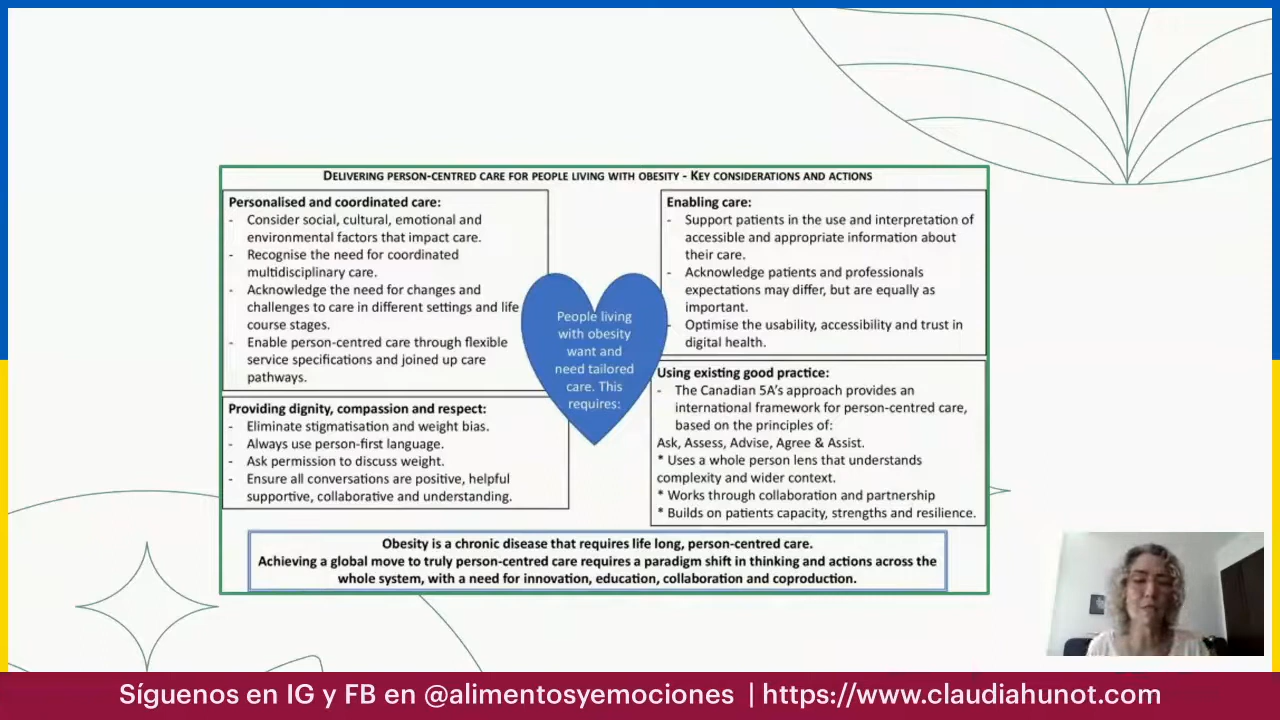 DELIVERING PERSON-CENTRED CARE FOR PEOPLE LIVING WITH OBESITY - KEY CONSIDERATIONS AND ACTIONS
Personalised and coordinated care:
- Consider social, cultural, emotional and
environmental factors that impact care.
- Recognise the need for coordinated
multidisciplinary care.
- Acknowledge the need for changes and
challenges to care in different settings and life
course stages.
- Enable person-centred care through flexible
service specifications and joined up care
pathways.
Providing dignity, compassion and respect:
- Eliminate stigmatisation and weight bias.
- Always use person-first language.
- Ask permission to discuss weight.
- Ensure all conversations are positive, helpful
supportive, collaborative and understanding.
People living
with obesity
want and
need tailored
care. This
requires:
Enabling care:
- Support patients in the use and interpretation of
accessible and appropriate information about
their care.
- Acknowledge patients and professionals
expectations may differ, but are equally as
important.
- Optimise the usability, accessibility and trust in
digital health.
Using existing good practice:
- The Canadian 5A's approach provides an
international framework for person-centred care,
based on the principles of:
Ask, Assess, Advise, Agree & Assist.
* Uses a whole person lens that understands
complexity and wider context.
* Works through collaboration and partnership
* Builds on patients capacity, strengths and resilience.
Obesity is a chronic disease that requires life long, person-centred care.
Achieving a global move to truly person-centred care requires a paradigm shift in thinking and actions across the
whole system, with a need for innovation, education, collaboration and coproduction.
Síguenos en IG y FB en @alimentosyemociones | https://www.claudiahunot.com